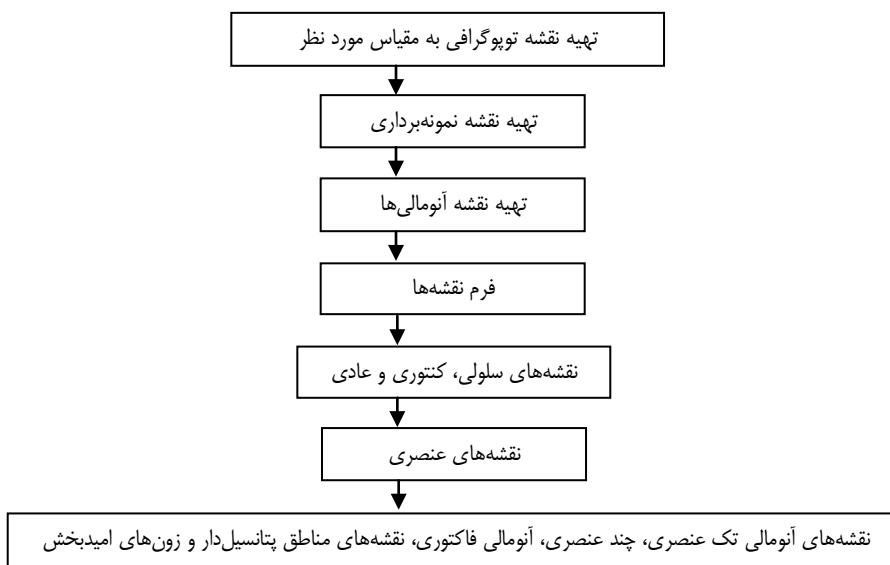 تهیه نقشه توپوگرافی به مقیاس مورد نظر
تهیه نقشه نمونه‌برداری
تهیه نقشه آنومالی‌ها
فرم نقشه‌ها
نقشه‌های سلولی، کنتوری و عادی
نقشه‌های عنصری
نقشه‌های آنومالی تک عنصری، چند عنصری، آنومالی فاکتوری، نقشه‌های مناطق پتانسیل‌دار و زون‌های امیدبخش